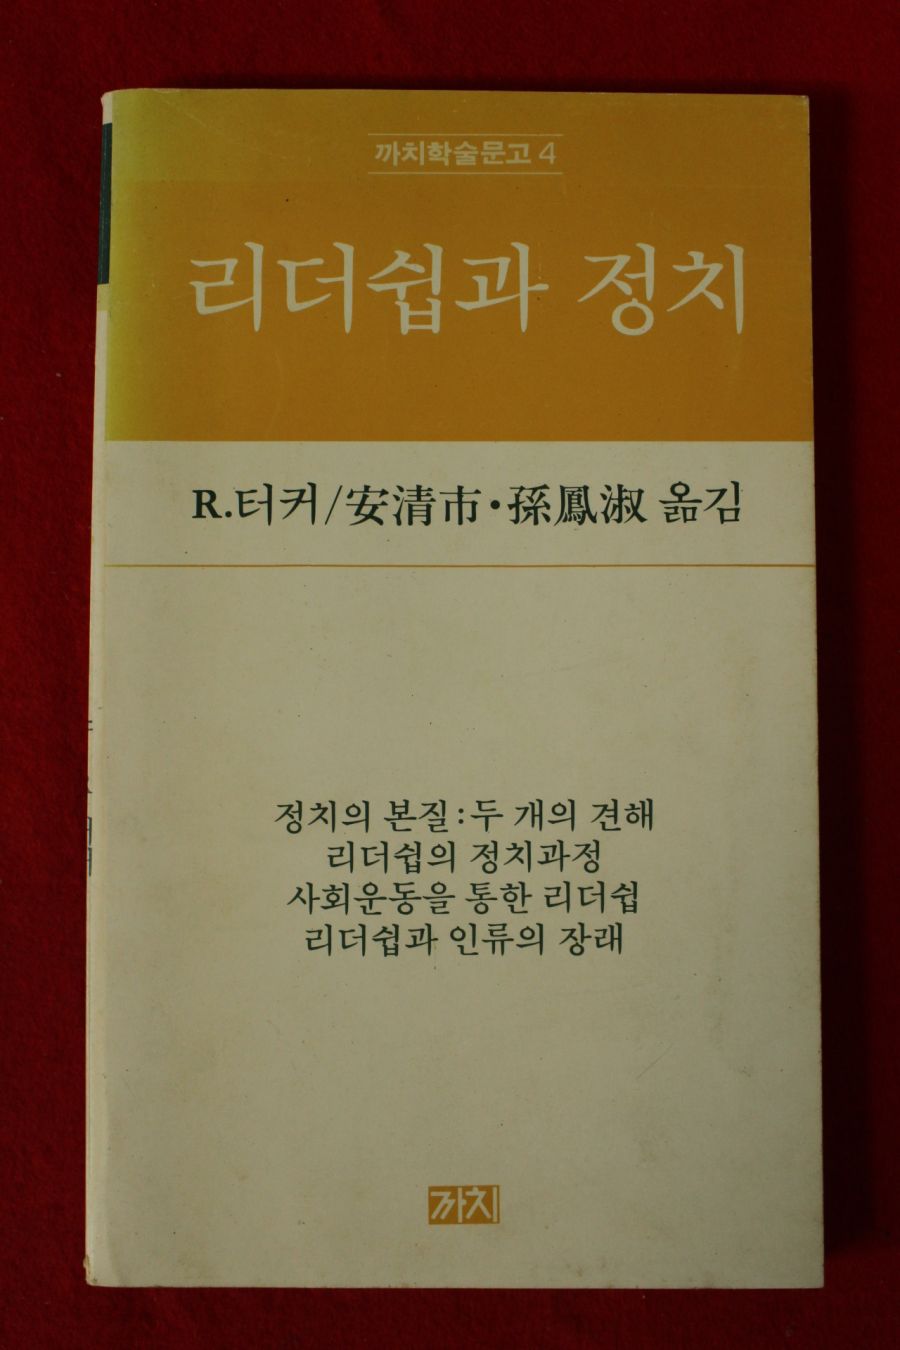 까치학술문고 4
리더쉽과 정치
R.터커/安清市·孫鳳淑 옮김
정치의 본질:두 개의 견해
리더쉽의 정치과정
사회운동을 통한 리더쉽
리더쉽과 인류의 장래
까치